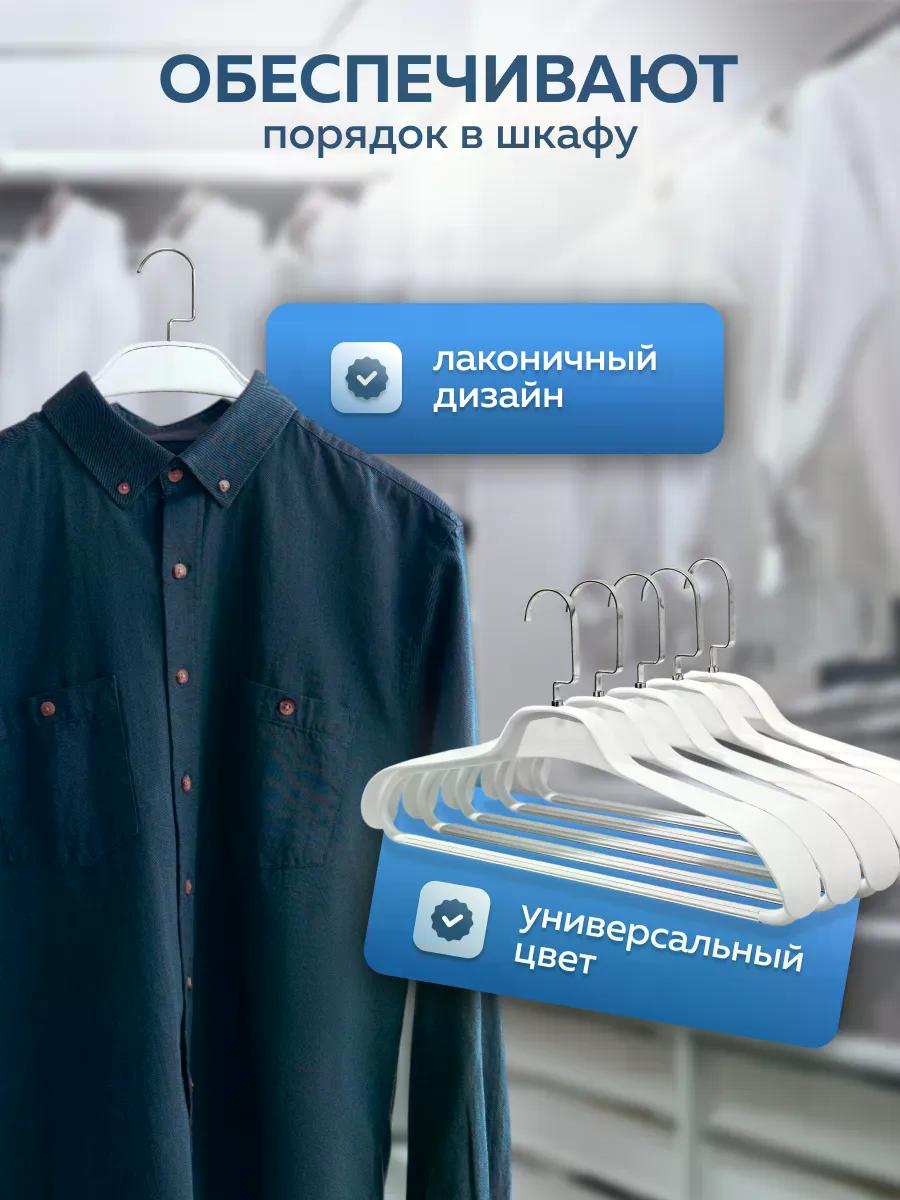 ОБЕСПЕЧИВАЮТ
порядок в шкафу
лаконичный
дизайн
универсальный
цвет